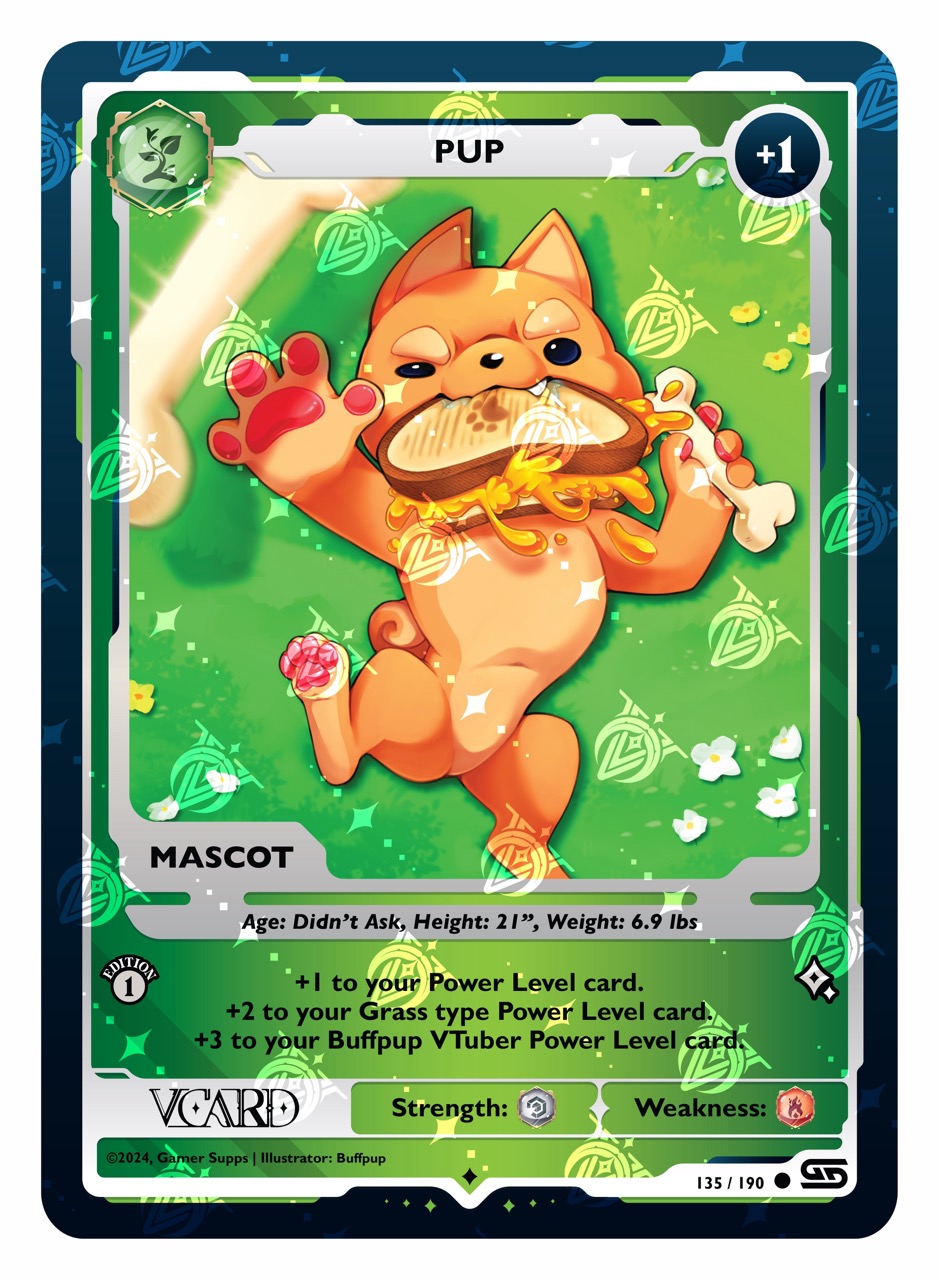 PUP
+1
MASCOT
Age: Didn't Ask, Height: 21”, Weight: 6.9 lbs
EDITION
1
+1 to your Power Level card.
+2 to your Grass type Power Level card.
+3 to your Buffpup VTuber Power Level card.
VCARD
Strength:
Weakness:
©2024, Gamer Supps | Illustrator: Buffpup
135 / 190
GS